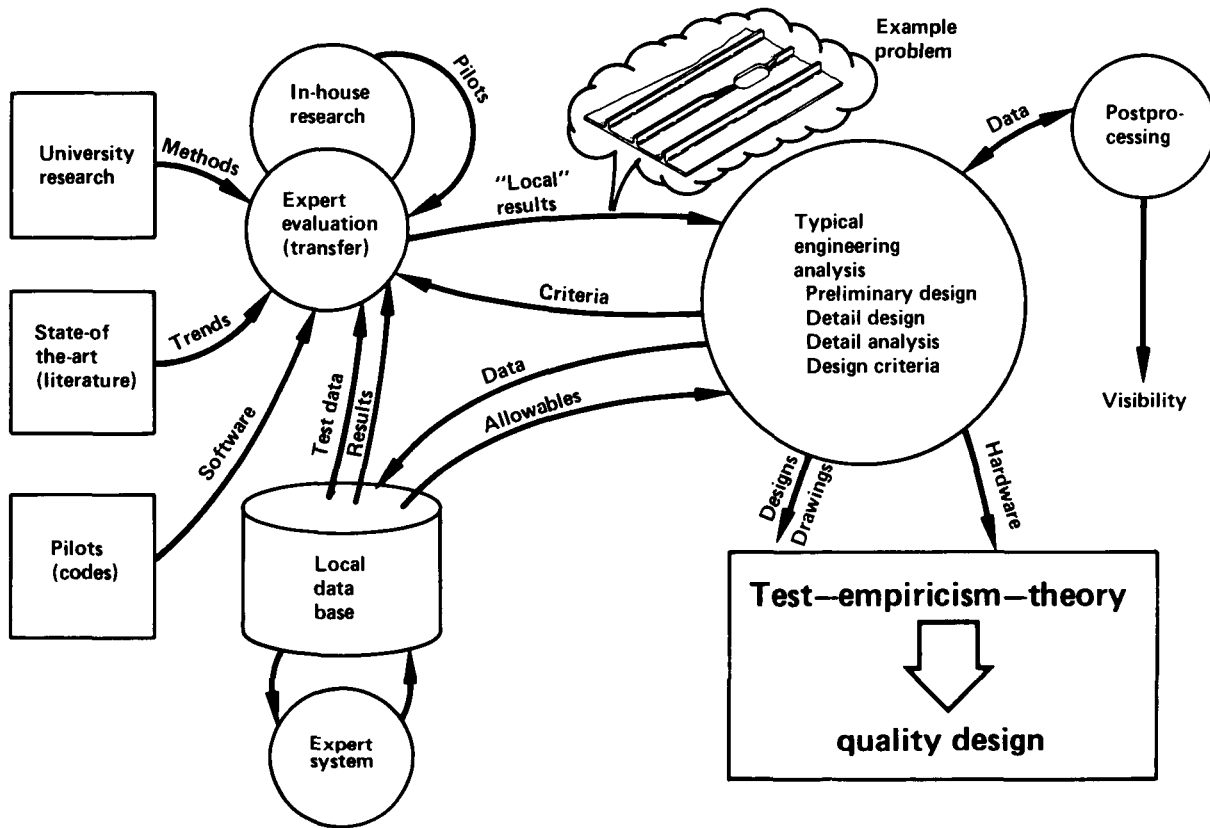 Example
problem
In-house
research
Pilots
University
research
Methods
Expert
evaluation
(transfer)
"Local"
results
Data
Postpro-
cessing
Typical
engineering
analysis
Preliminary design
Detail design
Detail analysis
Design criteria
State-of
the-art
(literature)
Trends
Criteria
Data
Allowables
Visibility
Software
Test data
Results
Designs
Drawings
Hardware
Pilots
(codes)
Local
data
base
Test—empiricism—theory
quality design
Expert
system